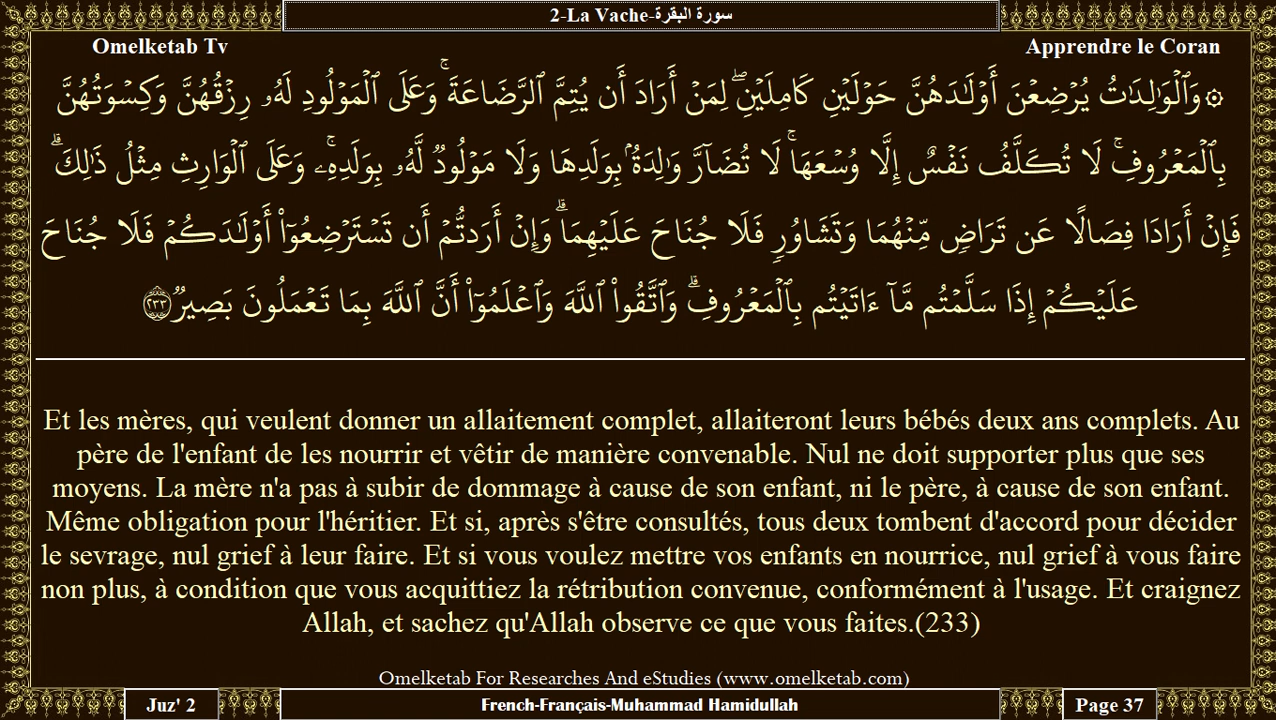 2-La Vache-سورة البقرة
Omelketab Tv
Apprendre le Coran
۞ وَٱلْوَٰلِدَٰتُ يُرْضِعْنَ أَوْلَٰدَهُنَّ حَوْلَيْنِ كَامِلَيْنِ ۖ لِمَنْ أَرَادَ أَن يُتِمَّ ٱلرَّضَاعَةَ ۚ وَعَلَى ٱلْمَوْلُودِ لَهُۥ رِزْقُهُنَّ وَكِسْوَتُهُنَّ
بِٱلْمَعْرُوفِ ۚ لَا تُكَلَّفُ نَفْسٌ إِلَّا وُسْعَهَا ۚ لَا تُضَآرَّ وَٰلِدَةٌۢ بِوَلَدِهَا وَلَا مَوْلُودٌ لَّهُۥ بِوَلَدِهِۦ ۚ وَعَلَى ٱلْوَارِثِ مِثْلُ ذَٰلِكَ ۗ
فَإِنْ أَرَادَا فِصَالًا عَن تَرَاضٍ مِّنْهُمَا وَتَشَاوُرٍ فَلَا جُنَاحَ عَلَيْهِمَا ۗ وَإِنْ أَرَدتُّمْ أَن تَسْتَرْضِعُوٓا۟ أَوْلَٰدَكُمْ فَلَا جُنَاحَ
عَلَيْكُمْ إِذَا سَلَّمْتُم مَّآ ءَاتَيْتُم بِٱلْمَعْرُوفِ ۗ وَٱتَّقُوا۟ ٱللَّهَ وَٱعْلَمُوٓا۟ أَنَّ ٱللَّهَ بِمَا تَعْمَلُونَ بَصِيرٌ ۝٢٣٣
Et les mères, qui veulent donner un allaitement complet, allaiteront leurs bébés deux ans complets. Au
père de l'enfant de les nourrir et vêtir de manière convenable. Nul ne doit supporter plus que ses
moyens. La mère n'a pas à subir de dommage à cause de son enfant, ni le père, à cause de son enfant.
Même obligation pour l'héritier. Et si, après s'être consultés, tous deux tombent d'accord pour décider
le sevrage, nul grief à leur faire. Et si vous voulez mettre vos enfants en nourrice, nul grief à vous faire
non plus, à condition que vous acquittiez la rétribution convenue, conformément à l'usage. Et craignez
Allah, et sachez qu'Allah observe ce que vous faites.(233)
Omelketab For Researches And eStudies (www.omelketab.com)
Juz' 2
French-Français-Muhammad Hamidullah
Page 37